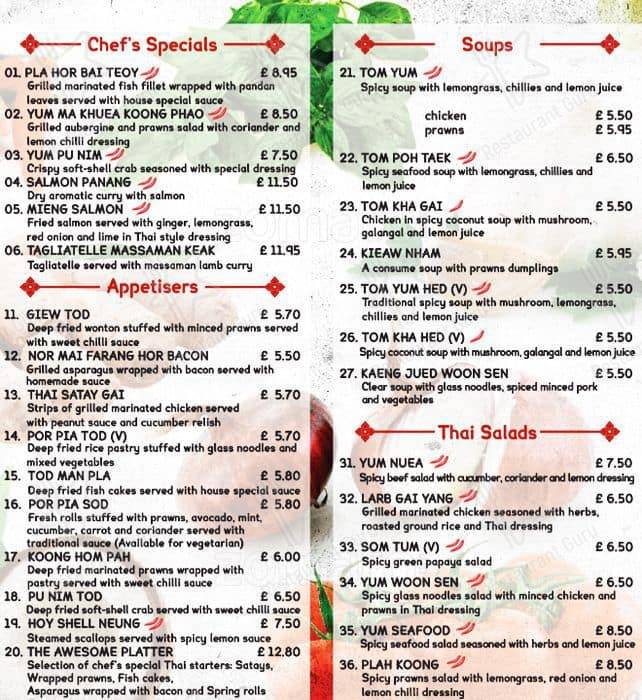 Chef's Specials
01. PLA HOR BAI TEOY £ 8.95
Grilled marinated fish fillet wrapped with pandan
leaves served with house special sauce
02. YUM MA KHUEA KOONG PHAO £ 8.50
Grilled aubergine and prawns salad with coriander and
lemon chilli dressing
03. YUM PU NIM £ 7.50
Crispy soft-shell crab seasoned with special dressing
04. SALMON PANANG £ 11.50
Dry aromatic curry with salmon
05. MIENG SALMON £ 11.50
Fried salmon served with ginger, lemongrass,
red onion and lime in Thai style dressing
06. TAGLIATELLE MASSAMAN KEAK £ 11.95
Tagliatelle served with massaman lamb curry
Appetisers
11. GIEW TOD £ 5.70
Deep fried wonton stuffed with minced prawns served
with sweet chilli sauce
12. NOR MAI FARANG HOR BACON £ 5.50
Grilled asparagus wrapped with bacon served with
homemade sauce
13. THAI SATAY GAI £ 5.70
Strips of grilled marinated chicken served
with peanut sauce and cucumber relish
14. POR PIA TOD (V) £ 5.70
Deep fried rice pastry stuffed with glass noodles and
mixed vegetables
15. TOD MAN PLA £ 5.80
Deep fried fish cakes served with house special sauce
16. POR PIA SOD £ 5.80
Fresh rolls stuffed with prawns, avocado, mint,
cucumber, carrot and coriander served with
traditional sauce (Available for vegetarian)
17. KOONG HOM PAH £ 6.00
Deep fried marinated prawns wrapped with
pastry served with sweet chilli sauce
18. PU NIM TOD £ 6.50
Deep fried soft-shell crab served with sweet chilli sauce
19. HOY SHELL NEUNG £ 7.50
Steamed scallops served with spicy lemon sauce
20. THE AWESOME PLATTER £12.80
Selection of chef's special Thai starters: Satays,
Wrapped prawns, Fish cakes,
Asparagus wrapped with bacon and Spring rolls
Soups
21. TOM YUM
Spicy soup with lemongrass, chillies and lemon juice
chicken £ 5.50
prawns £ 5.95
22. TOM POH TAEK £ 6.50
Spicy seafood soup with lemongrass, chillies and
lemon juice
23. TOM KHA GAI £ 5.50
Chicken in spicy coconut soup with mushroom,
galangal and lemon juice
24. KIEAW NHAM £ 5.95
A consume soup with prawns dumplings
25. TOM YUM HED (V) £ 5.50
Traditional spicy soup with mushroom, lemongrass,
chillies and lemon juice
26. TOM KHA HED (V) £ 5.50
Spicy coconut soup with mushroom, galangal and lemon juice
27. KAENG JUED WOON SEN £ 5.50
Clear soup with glass noodles, spiced minced pork
and vegetables
Thai Salads
31. YUM NUEA £ 7.50
Spicy beef salad with cucumber, coriander and lemon dressing
32. LARB GAI YANG £ 6.50
Grilled marinated chicken seasoned with herbs,
roasted ground rice and Thai dressing
33. SOM TUM (V) £ 6.50
Spicy green papaya salad
34. YUM WOON SEN £ 6.50
Spicy glass noodles salad with minced chicken and
prawns in Thai dressing
35. YUM SEAFOOD £ 8.50
Spicy seafood salad seasoned with herbs and lemon juice
36. PLAH KOONG £ 8.50
Spicy prawns salad with lemongrass, red onion and
lemon chilli dressing
Restaurant Guru